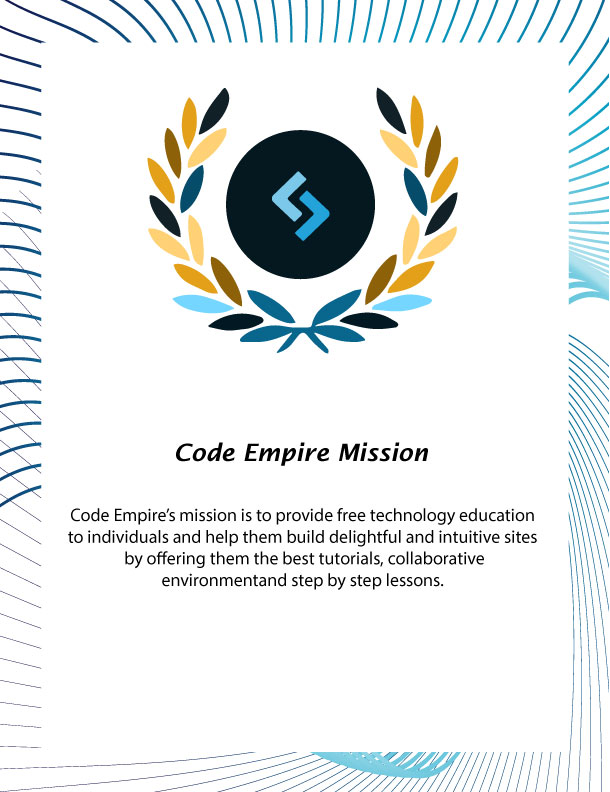 Code Empire Mission
Code Empire’s mission is to provide free technology education
to individuals and help them build delightful and intuitive sites
by offering them the best tutorials, collaborative
environmentand step by step lessons.